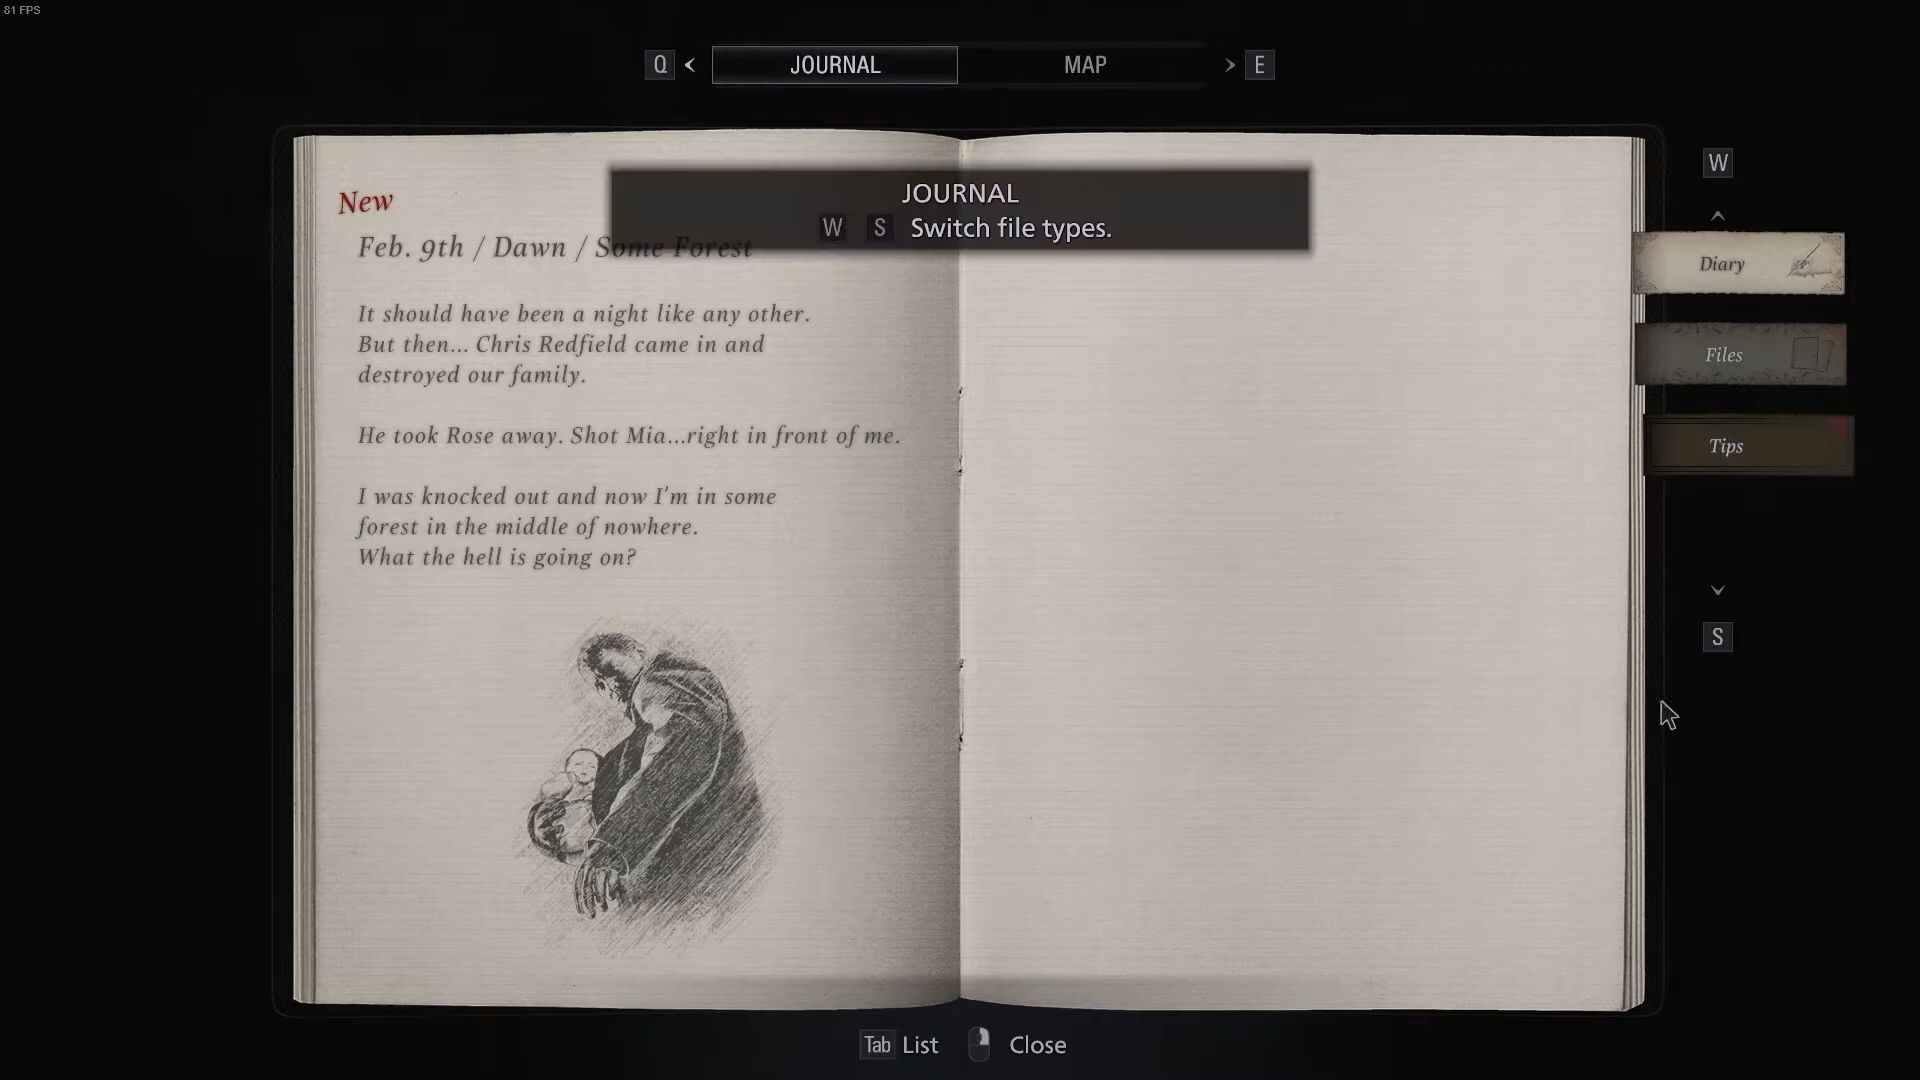 81 FPS
Q < JOURNAL MAP > E
JOURNAL
W S Switch file types.
New
Feb. 9th / Dawn / Some Forest
It should have been a night like any other.
But then... Chris Redfield came in and
destroyed our family.
He took Rose away. Shot Mia...right in front of me.
I was knocked out and now I'm in some
forest in the middle of nowhere.
What the hell is going on?
W
Diary
Files
Tips
S
Tab List Close